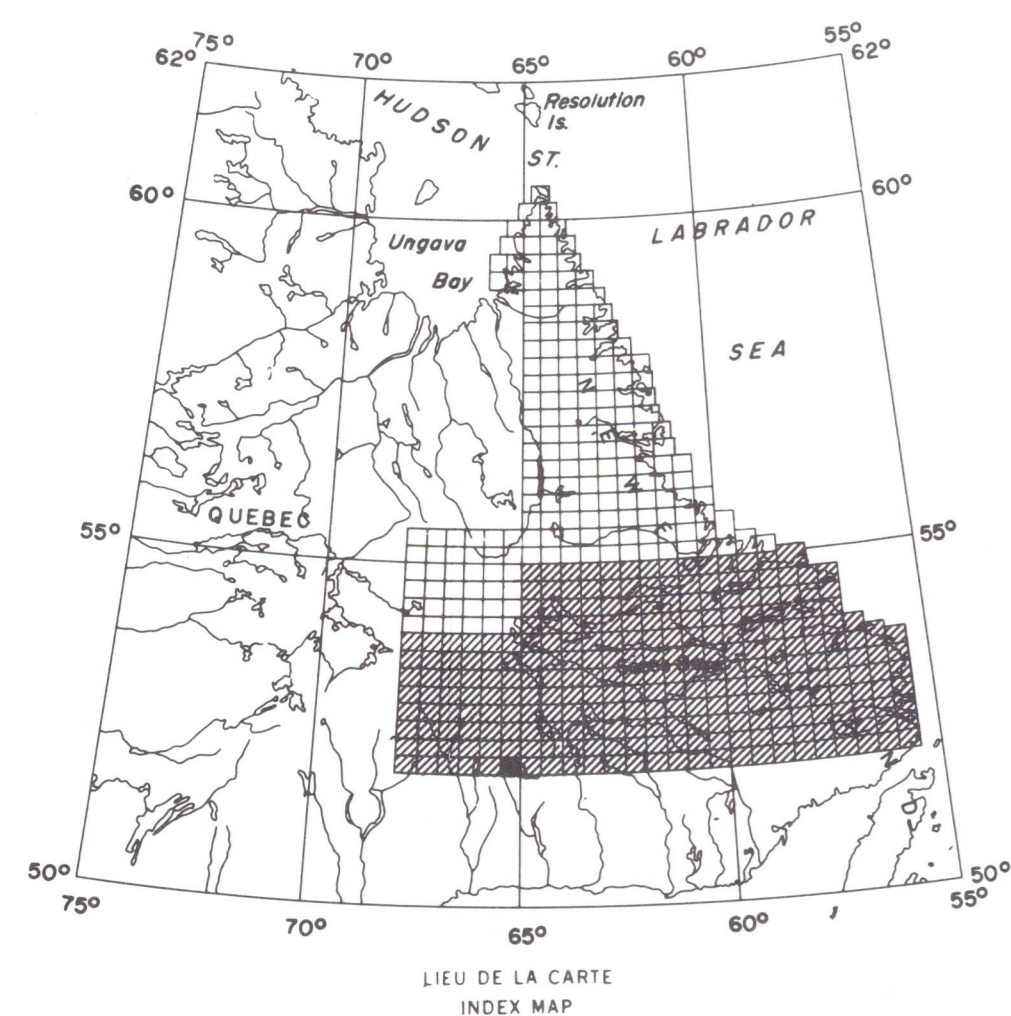 75° 55°
62° 70° 65° 60° 62°
HUDSON
Resolution
Is.
ST.
60° 60°
LABRADOR
Ungava
Bay
SEA
QUEBEC
55° 55°
50° 50°
75° 55°
70° 65° 60°
LIEU DE LA CARTE
INDEX MAP